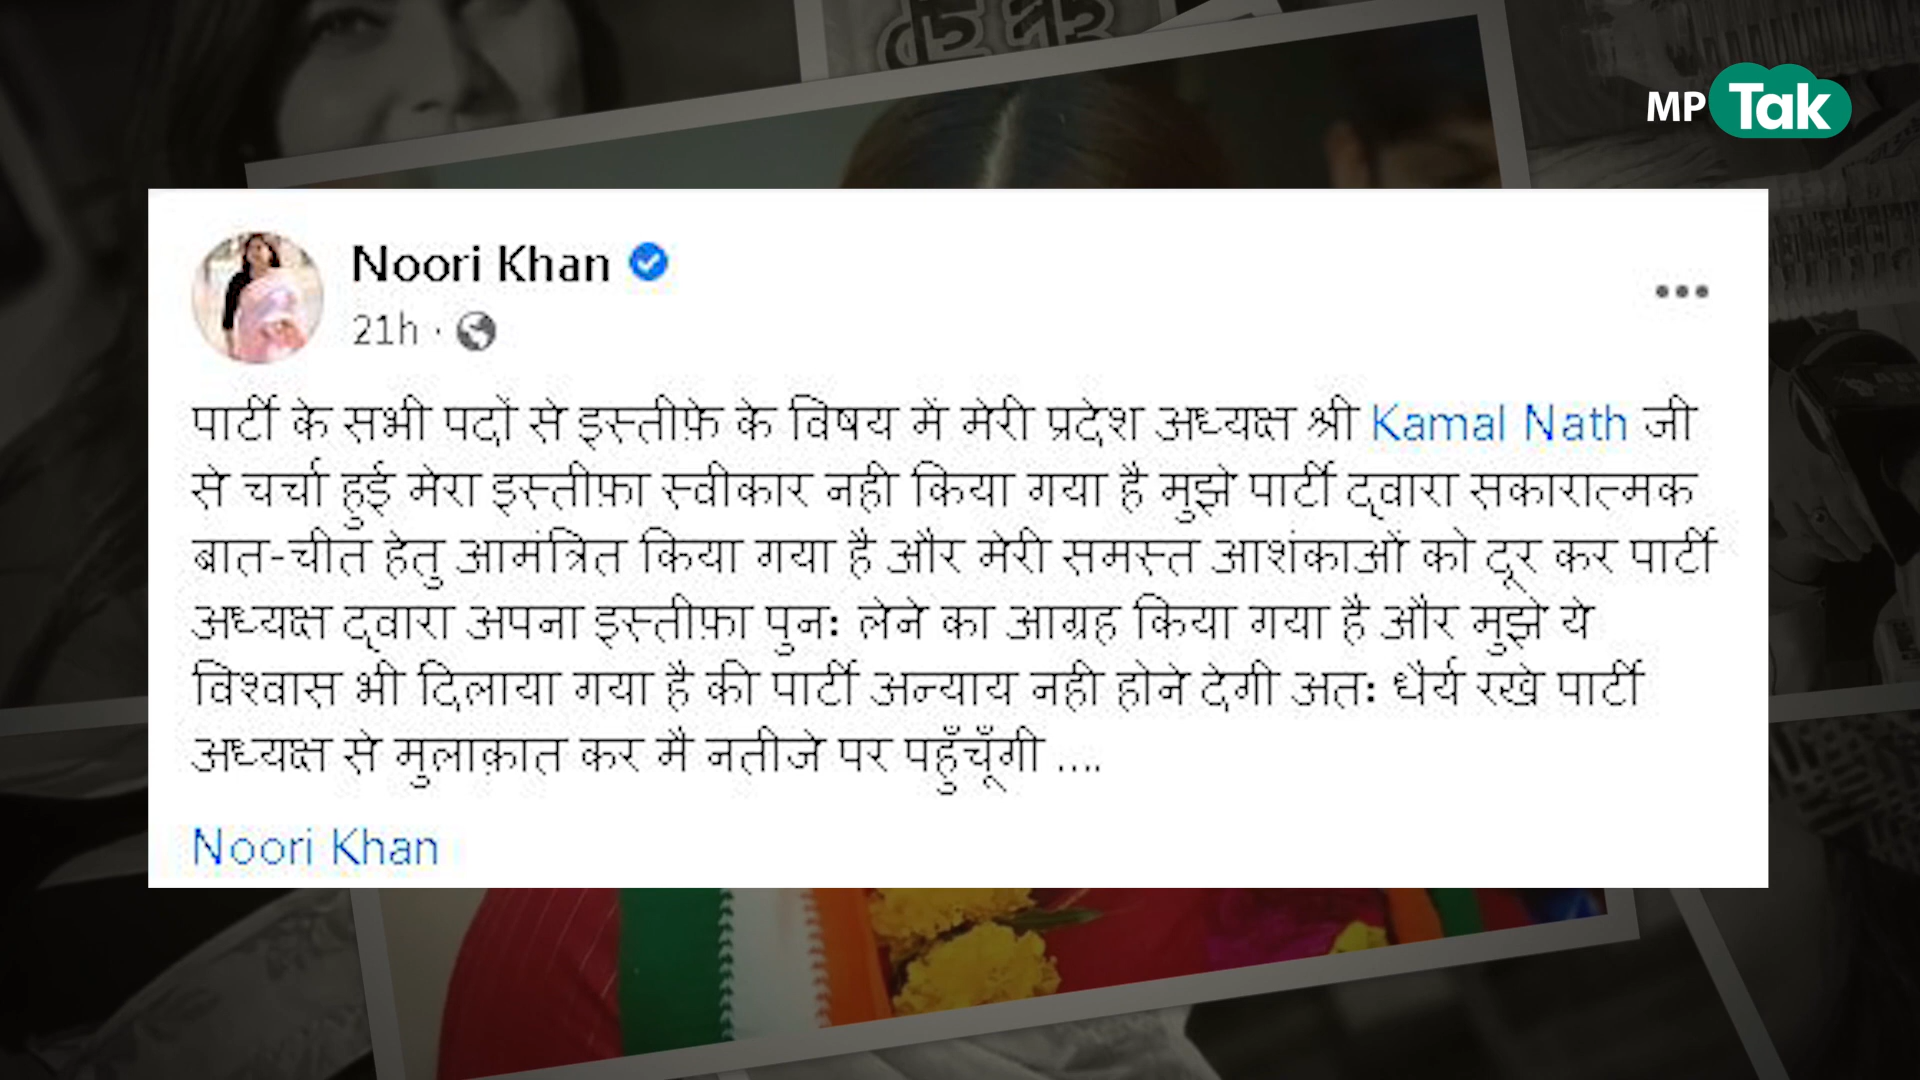 MP Tak
Noori Khan
21h ·
पार्टी के सभी पदों से इस्तीफ़े के विषय में मेरी प्रदेश अध्यक्ष श्री Kamal Nath जी
से चर्चा हुई मेरा इस्तीफ़ा स्वीकार नही किया गया है मुझे पार्टी द्वारा सकारात्मक
बात-चीत हेतु आमंत्रित किया गया है और मेरी समस्त आशंकाओं को दूर कर पार्टी
अध्यक्ष द्वारा अपना इस्तीफ़ा पुनः लेने का आग्रह किया गया है और मुझे ये
विश्वास भी दिलाया गया है की पार्टी अन्याय नही होने देगी अतः धैर्य रखे पार्टी
अध्यक्ष से मुलाक़ात कर मै नतीजे पर पहुँचूँगी ....
Noori Khan